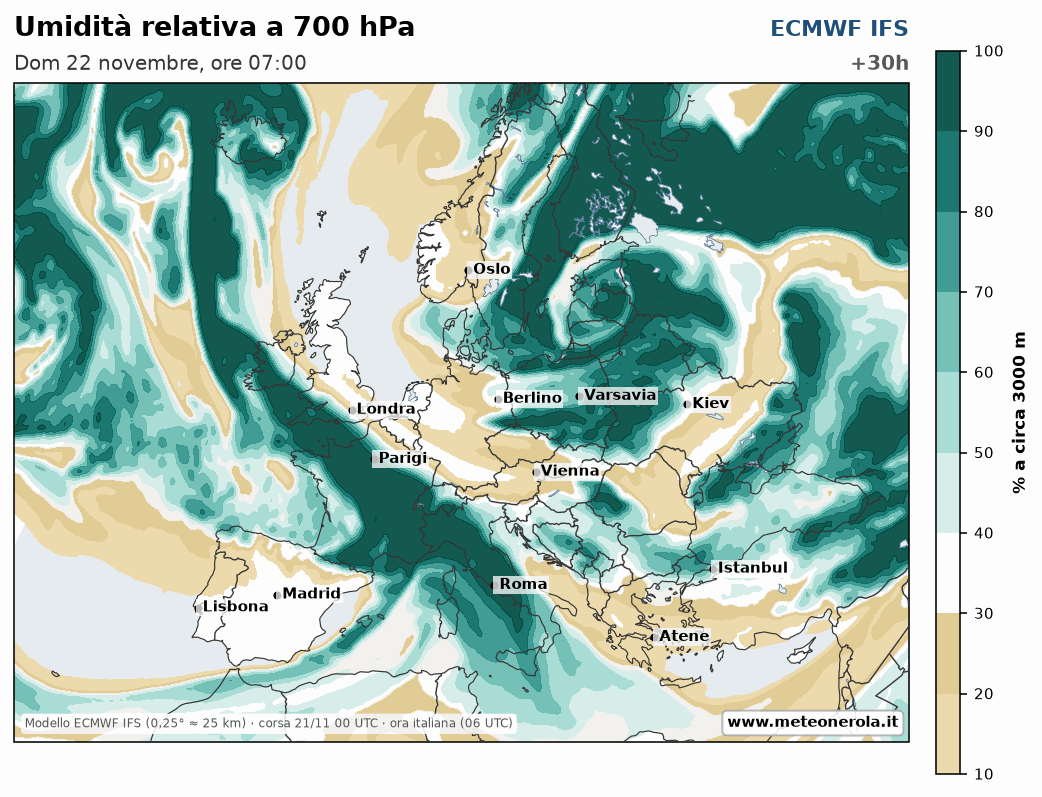 Umidità relativa a 700 hPa
ECMWF IFS
Dom 22 novembre, ore 07:00
+30h
100
90
80
70
60
50
40
30
20
10
% a circa 3000 m
Oslo
Berlino
Varsavia
Kiev
Londra
Parigi
Vienna
Istanbul
Roma
Madrid
Lisbona
Atene
Modello ECMWF IFS (0,25° ≈ 25 km) · corsa 21/11 00 UTC · ora italiana (06 UTC)
www.meteonerola.it